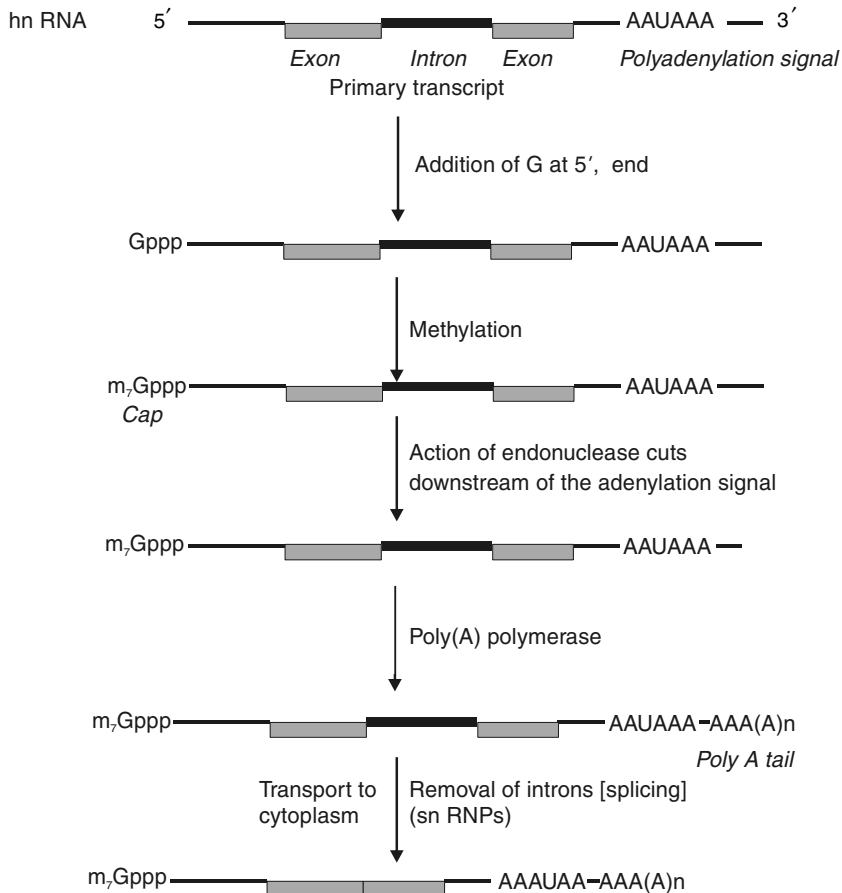 hn RNA 5′ AAUAAA 3′
Exon Intron Exon Polyadenylation signal
Primary transcript
Addition of G at 5′, end
Gppp AAUAAA
Methylation
m₇Gppp AAUAAA
Cap
Action of endonuclease cuts
downstream of the adenylation signal
m₇Gppp AAUAAA
Poly(A) polymerase
m₇Gppp AAUAAA AAA(A)n
Poly A tail
Transport to
cytoplasm
Removal of introns [splicing]
(sn RNPs)
m₇Gppp AAAUAA AAA(A)n